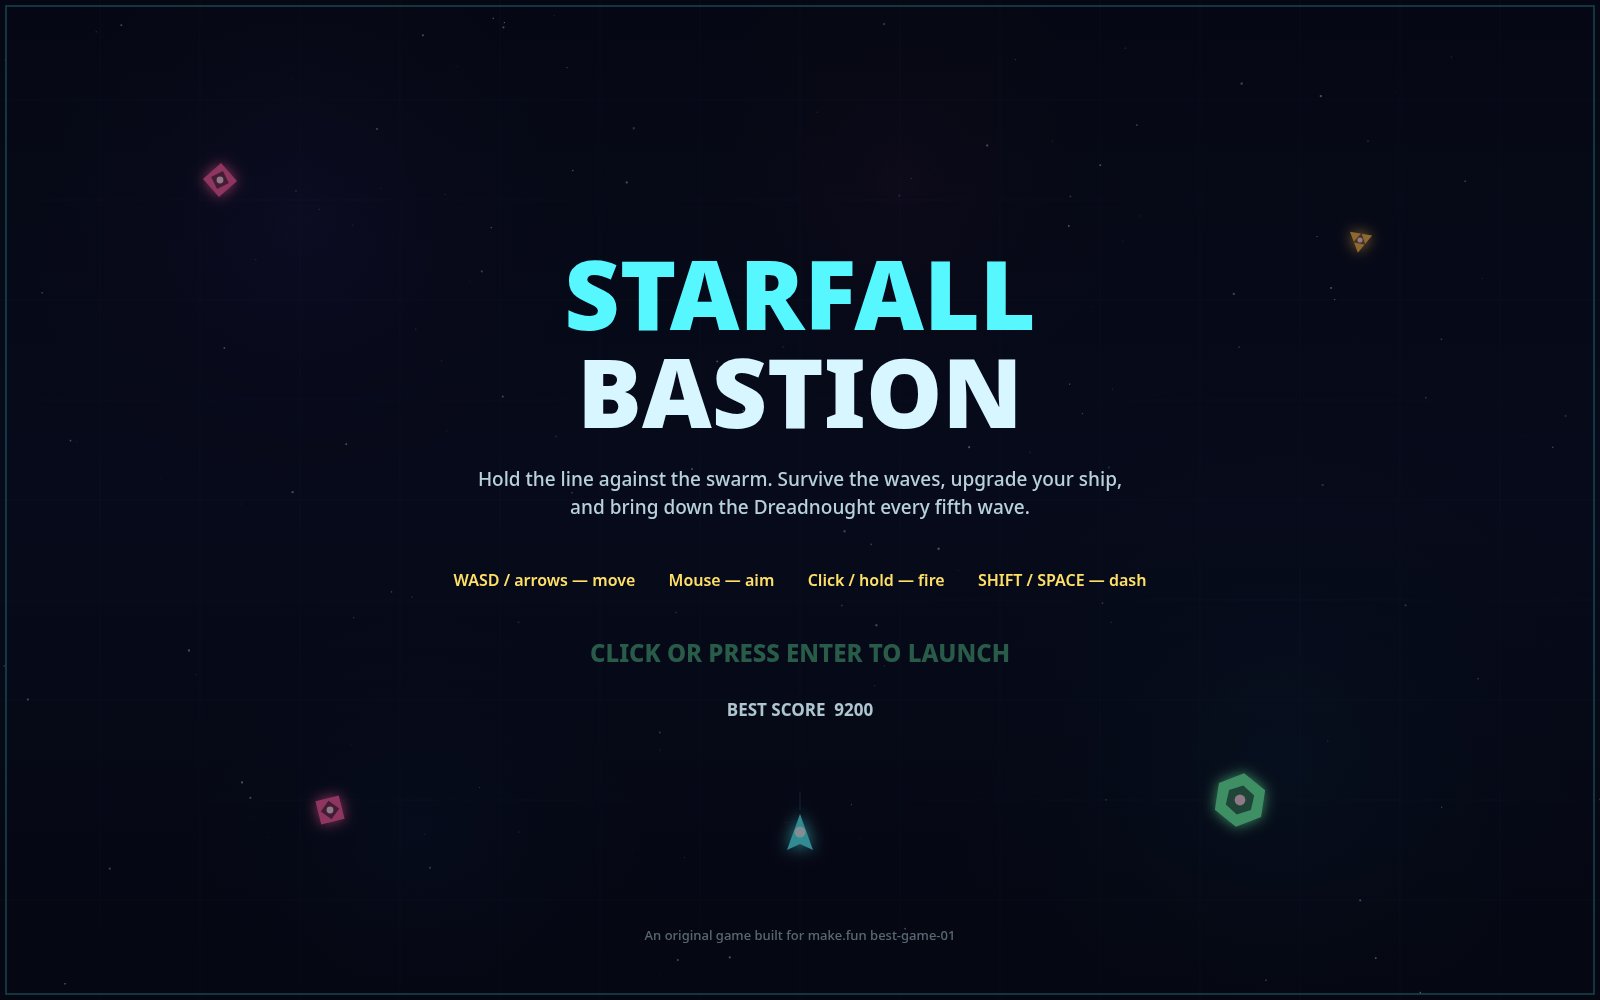 STARFALL
BASTION
Hold the line against the swarm. Survive the waves, upgrade your ship,
and bring down the Dreadnought every fifth wave.
WASD / arrows — move Mouse — aim Click / hold — fire SHIFT / SPACE — dash
CLICK OR PRESS ENTER TO LAUNCH
BEST SCORE 9200
An original game built for make.fun best-game-01